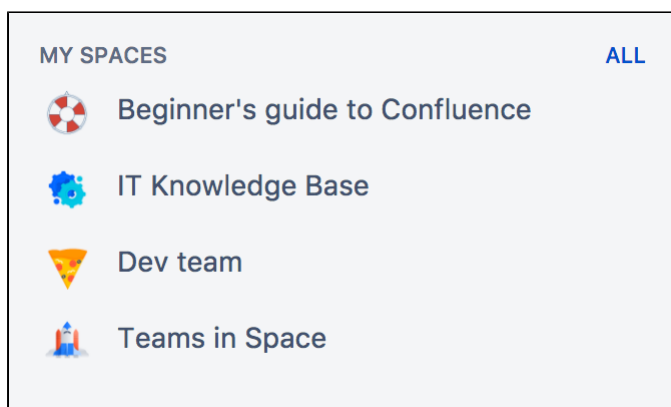 MY SPACES ALL
Beginner's guide to Confluence
IT Knowledge Base
Dev team
Teams in Space